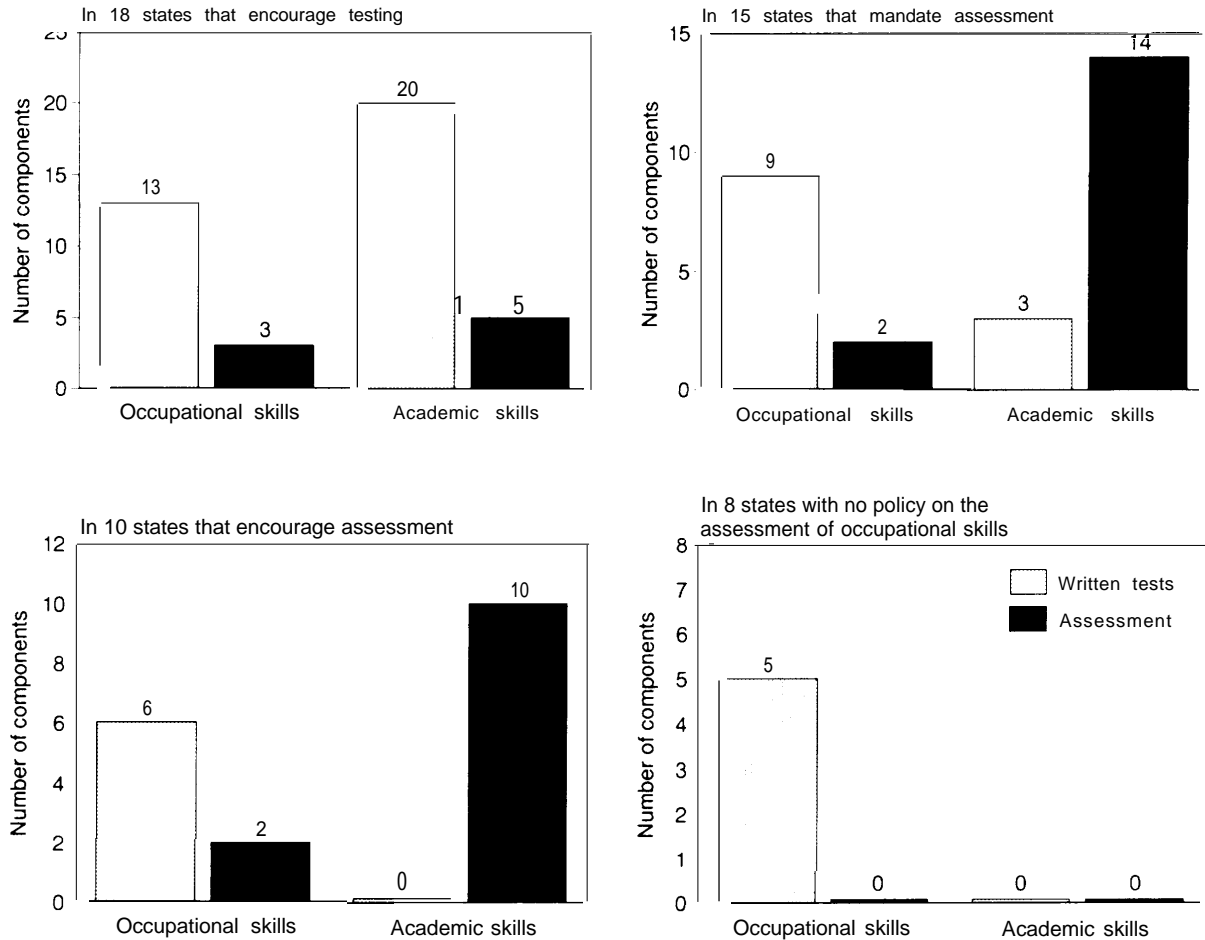 In 18 states that encourage testing
25
20
15
10
5
0
Number of components
13
3
20
1
5
Occupational skills
Academic skills
In 15 states that mandate assessment
15
10
5
0
Number of components
9
2
3
14
Occupational skills
Academic skills
In 10 states that encourage assessment
12
10
8
6
4
2
0
Number of components
6
2
0
10
Occupational skills
Academic skills
In 8 states with no policy on the
assessment of occupational skills
8
7
6
5
4
3
2
1
0
Number of components
5
0
0
0
Written tests
Assessment
Occupational skills
Academic skills